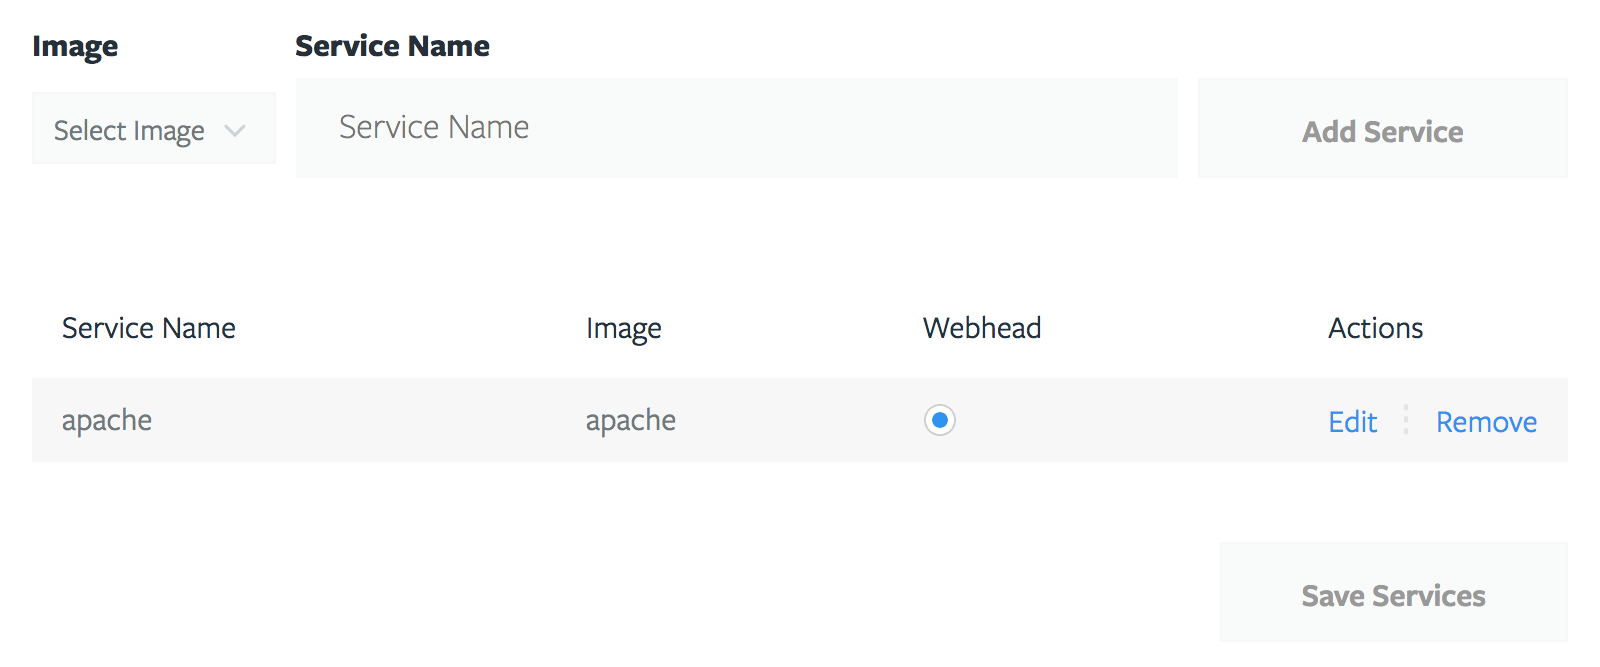 Image Service Name
Select Image Service Name Add Service
Service Name Image Webhead Actions
apache apache Edit Remove
Save Services